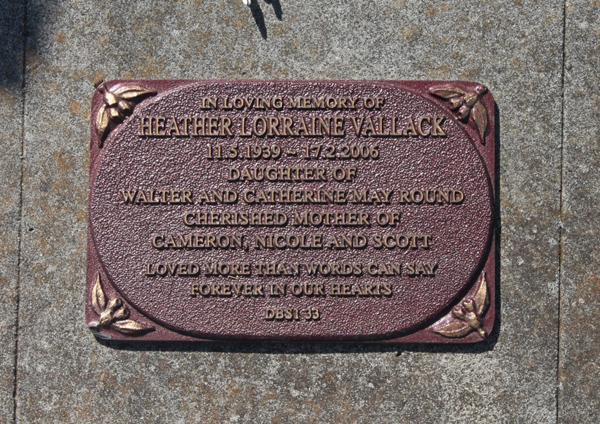 IN LOVING MEMORY OF
HEATHER LORRAINE VALLACK
11.5.1939 – 17.2.2006
DAUGHTER OF
WALTER AND CATHERINE MAY ROUND
CHERISHED MOTHER OF
CAMERON, NICOLE AND SCOTT
LOVED MORE THAN WORDS CAN SAY
FOREVER IN OUR HEARTS
DBS1 33